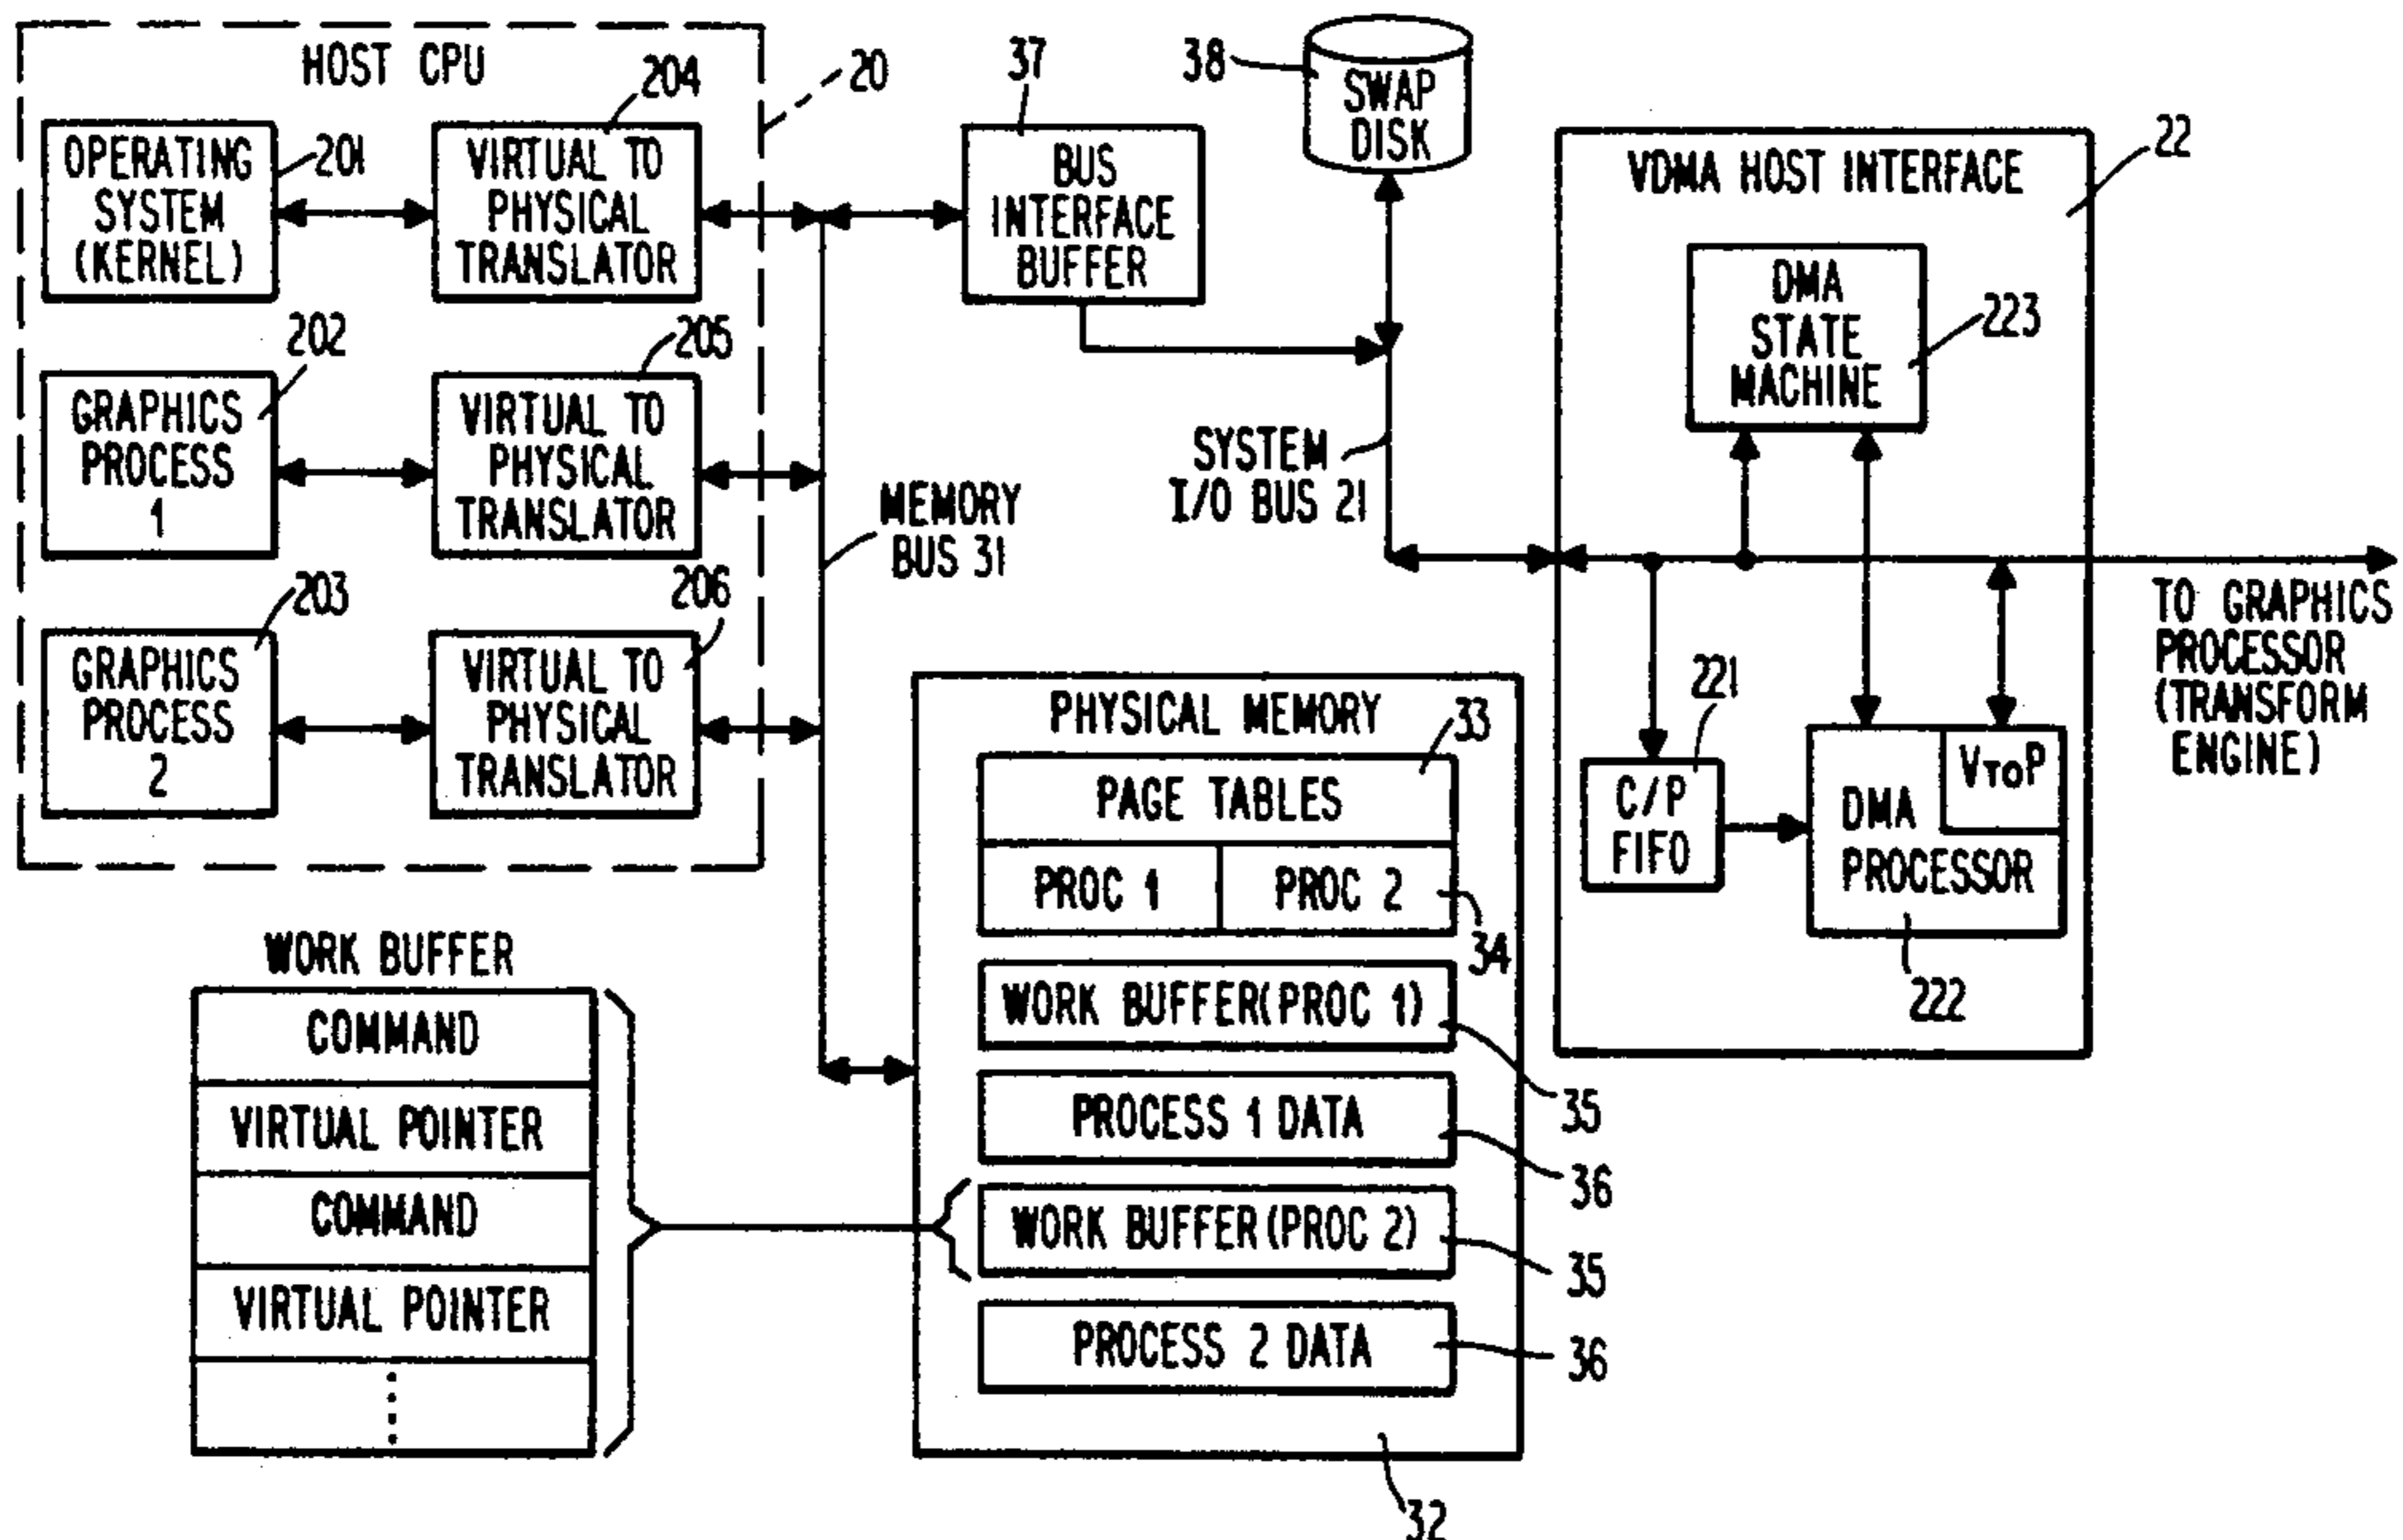 HOST CPU
20
OPERATING
SYSTEM
(KERNEL)
201
VIRTUAL TO
PHYSICAL
TRANSLATOR
204
GRAPHICS
PROCESS
1
202
VIRTUAL TO
PHYSICAL
TRANSLATOR
205
GRAPHICS
PROCESS
2
203
VIRTUAL TO
PHYSICAL
TRANSLATOR
206
37
BUS
INTERFACE
BUFFER
38
SWAP
DISK
MEMORY
BUS 31
SYSTEM
I/O BUS 21
VDMA HOST INTERFACE
22
DMA
STATE
MACHINE
223
221
C/P
FIFO
DMA
PROCESSOR
VTOP
222
TO GRAPHICS
PROCESSOR
(TRANSFORM
ENGINE)
PHYSICAL MEMORY
33
PAGE TABLES
PROC 1
PROC 2
34
WORK BUFFER(PROC 1)
35
PROCESS 1 DATA
36
WORK BUFFER(PROC 2)
35
PROCESS 2 DATA
36
32
WORK BUFFER
COMMAND
VIRTUAL POINTER
COMMAND
VIRTUAL POINTER